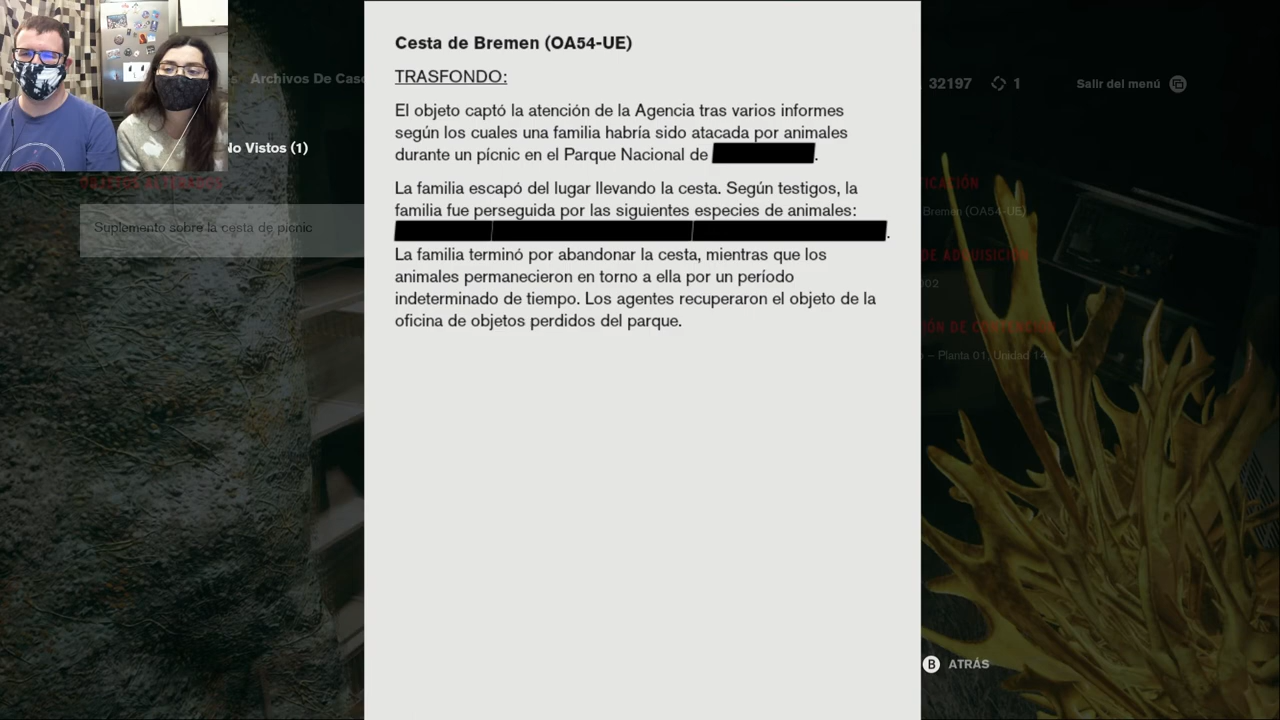 Cesta de Bremen (OA54-UE)
TRASFONDO:
El objeto captó la atención de la Agencia tras varios informes
según los cuales una familia habría sido atacada por animales
durante un pícnic en el Parque Nacional de
.
La familia escapó del lugar llevando la cesta. Según testigos, la
familia fue perseguida por las siguientes especies de animales:
.
La familia terminó por abandonar la cesta, mientras que los
animales permanecieron en torno a ella por un período
indeterminado de tiempo. Los agentes recuperaron el objeto de la
oficina de objetos perdidos del parque.
Archivos De Caso
32197
1
Salir del menú
No Vistos (1)
Suplemento sobre la cesta de picnic
Bremen (OA54-UE)
DE ADQUISICIÓN
– Planta 01, Unidad 14
B ATRÁS